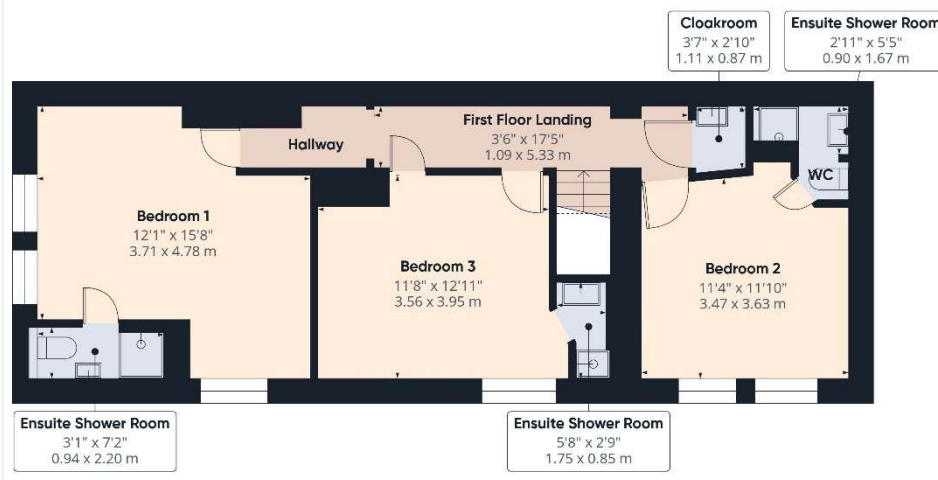 Cloakroom
3'7" x 2'10"
1.11 x 0.87 m
Ensuite Shower Room
2'11" x 5'5"
0.90 x 1.67 m
First Floor Landing
3'6" x 17'5"
1.09 x 5.33 m
Hallway
WC
Bedroom 1
12'1" x 15'8"
3.71 x 4.78 m
Bedroom 3
11'8" x 12'11"
3.56 x 3.95 m
Bedroom 2
11'4" x 11'10"
3.47 x 3.63 m
Ensuite Shower Room
3'1" x 7'2"
0.94 x 2.20 m
Ensuite Shower Room
5'8" x 2'9"
1.75 x 0.85 m